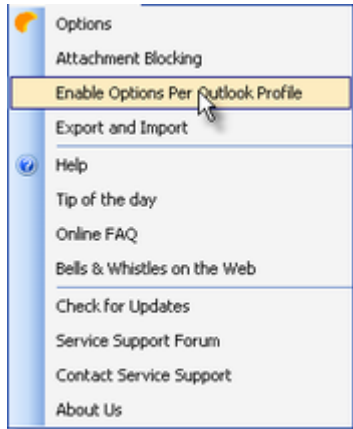 Options
Attachment Blocking
Enable Options Per Outlook Profile
Export and Import
Help
Tip of the day
Online FAQ
Bells & Whistles on the Web
Check for Updates
Service Support Forum
Contact Service Support
About Us